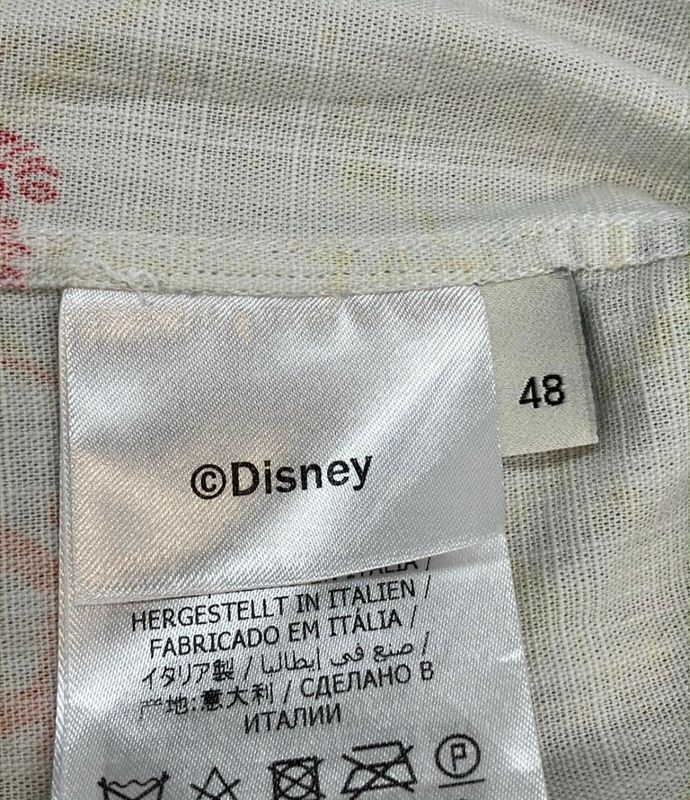 48
©Disney
ITALIA /
HERGESTELLT IN ITALIEN /
FABRICADO EM ITÁLIA /
イタリア製 / صنع في إيطاليا /
产地:意大利 / СДЕЛАНО В
ИТАЛИИ
P